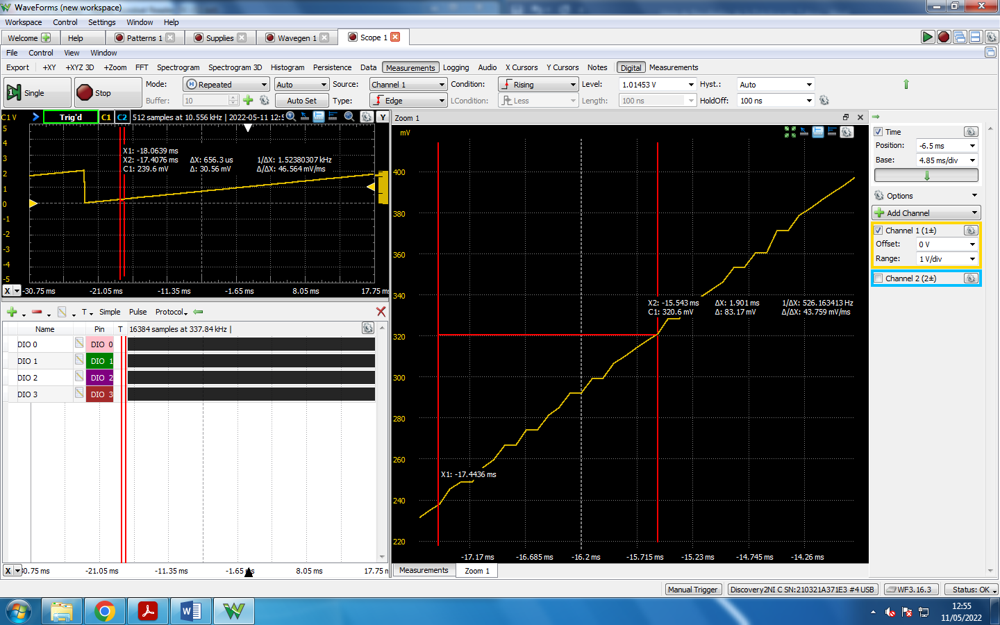 WaveForms (new workspace)
Workspace Control Settings Window Help
Welcome Help Patterns 1 Supplies Wavegen 1 Scope 1
File Control View Window
Export +XY +XYZ 3D +Zoom FFT Spectrogram Spectrogram 3D Histogram Persistence Data Measurements Logging Audio X Cursors Y Cursors Notes Digital Measurements
Single Stop Mode: Repeated Auto Source: Channel 1 Condition: Rising Level: 1.01453 V Hyst.: Auto
Buffer: 10 Auto Set Type: Edge LCondition: Less Length: 100 ns HoldOff: 100 ns
C1 V Trig'd C1 C2 512 samples at 10.556 kHz | 2022-05-11 12:5 Y
5
4
3
2
1
0
-1
-2
-3
-4
-5
X1: -18.0639 ms
X2: -17.4076 ms ΔX: 656.3 us 1/ΔX: 1.52380307 kHz
C1: 239.6 mV Δ: 30.56 mV Δ/ΔX: 46.564 mV/ms
X -30.75 ms -21.05 ms -11.35 ms -1.65 ms 8.05 ms 17.75 ms
T Simple Pulse Protocol
Name Pin T 16384 samples at 337.84 kHz |
DIO 0 DIO 0
DIO 1 DIO 1
DIO 2 DIO 2
DIO 3 DIO 3
X 30.75 ms -21.05 ms -11.35 ms -1.65 ms 8.05 ms 17.75 m
Zoom 1
mV
400
380
360
340
320
300
280
260
240
220
X2: -15.543 ms ΔX: 1.901 ms 1/ΔX: 526.163413 Hz
C1: 320.6 mV Δ: 83.17 mV Δ/ΔX: 43.759 mV/ms
X1: -17.4436 ms
-17.17 ms -16.685 ms -16.2 ms -15.715 ms -15.23 ms -14.745 ms -14.26 ms
Measurements Zoom 1
Time
Position: -6.5 ms
Base: 4.85 ms/div
Options
Add Channel
Channel 1 (1±)
Offset: 0 V
Range: 1 V/div
Channel 2 (2±)
Manual Trigger Discovery2NI C SN:210321A371E3 #4 USB WF3.16.3 Status: OK
12:55
11/05/2022